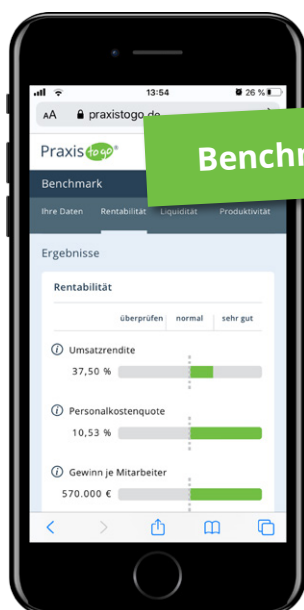 13:54
26 %
AA praxistogo.de
Praxis to go®
Benchm
Benchmark
Ihre Daten Rentabilität Liquidität Produktivität
Ergebnisse
Rentabilität
überprüfen normal sehr gut
i Umsatzrendite
37,50 %
i Personalkostenquote
10,53 %
i Gewinn je Mitarbeiter
570.000 €